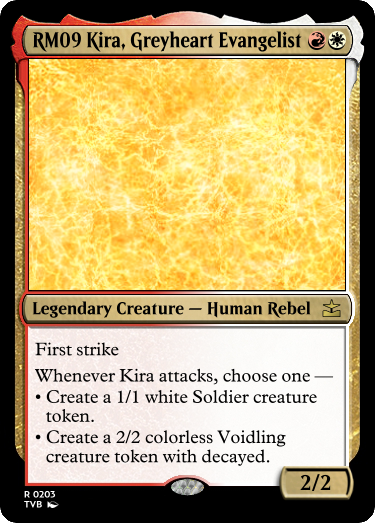 RM09 Kira, Greyheart Evangelist
Legendary Creature — Human Rebel
First strike
Whenever Kira attacks, choose one —
• Create a 1/1 white Soldier creature
token.
• Create a 2/2 colorless Voidling
creature token with decayed.
2/2
R 0203
TVB